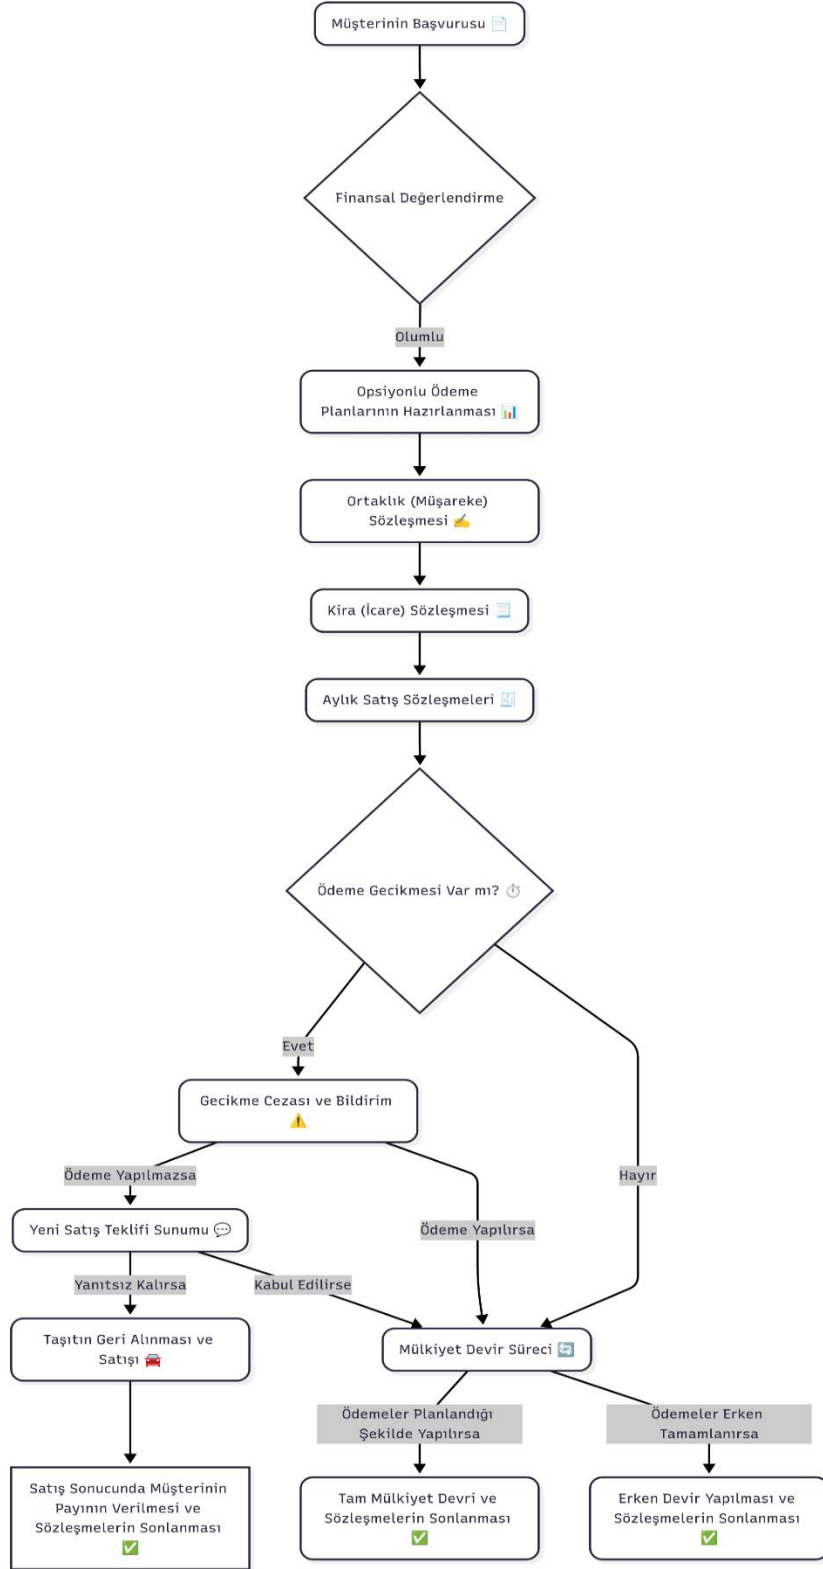 Müşterinin Başvurusu 📄
Finansal Değerlendirme
Olumlu
Opsiyonlu Ödeme
Planlarının Hazırlanması 📊
Ortaklık (Müşareke)
Sözleşmesi ✍️
Kira (İcare) Sözleşmesi 📃
Aylık Satış Sözleşmeleri 🧾
Ödeme Gecikmesi Var mı? ⏱️
Evet
Gecikme Cezası ve Bildirim
⚠️
Hayır
Ödeme Yapılmazsa
Yeni Satış Teklifi Sunumu 💬
Ödeme Yapılırsa
Yanıtsız Kalırsa
Kabul Edilirse
Taşıtın Geri Alınması ve
Satışı 🚘
Mülkiyet Devir Süreci 🔄
Ödemeler Planlandığı
Şekilde Yapılırsa
Ödemeler Erken
Tamamlanırsa
Satış Sonucunda Müşterinin
Payının Verilmesi ve
Sözleşmelerin Sonlanması
✅
Tam Mülkiyet Devri ve
Sözleşmelerin Sonlanması
✅
Erken Devir Yapılması ve
Sözleşmelerin Sonlanması
✅